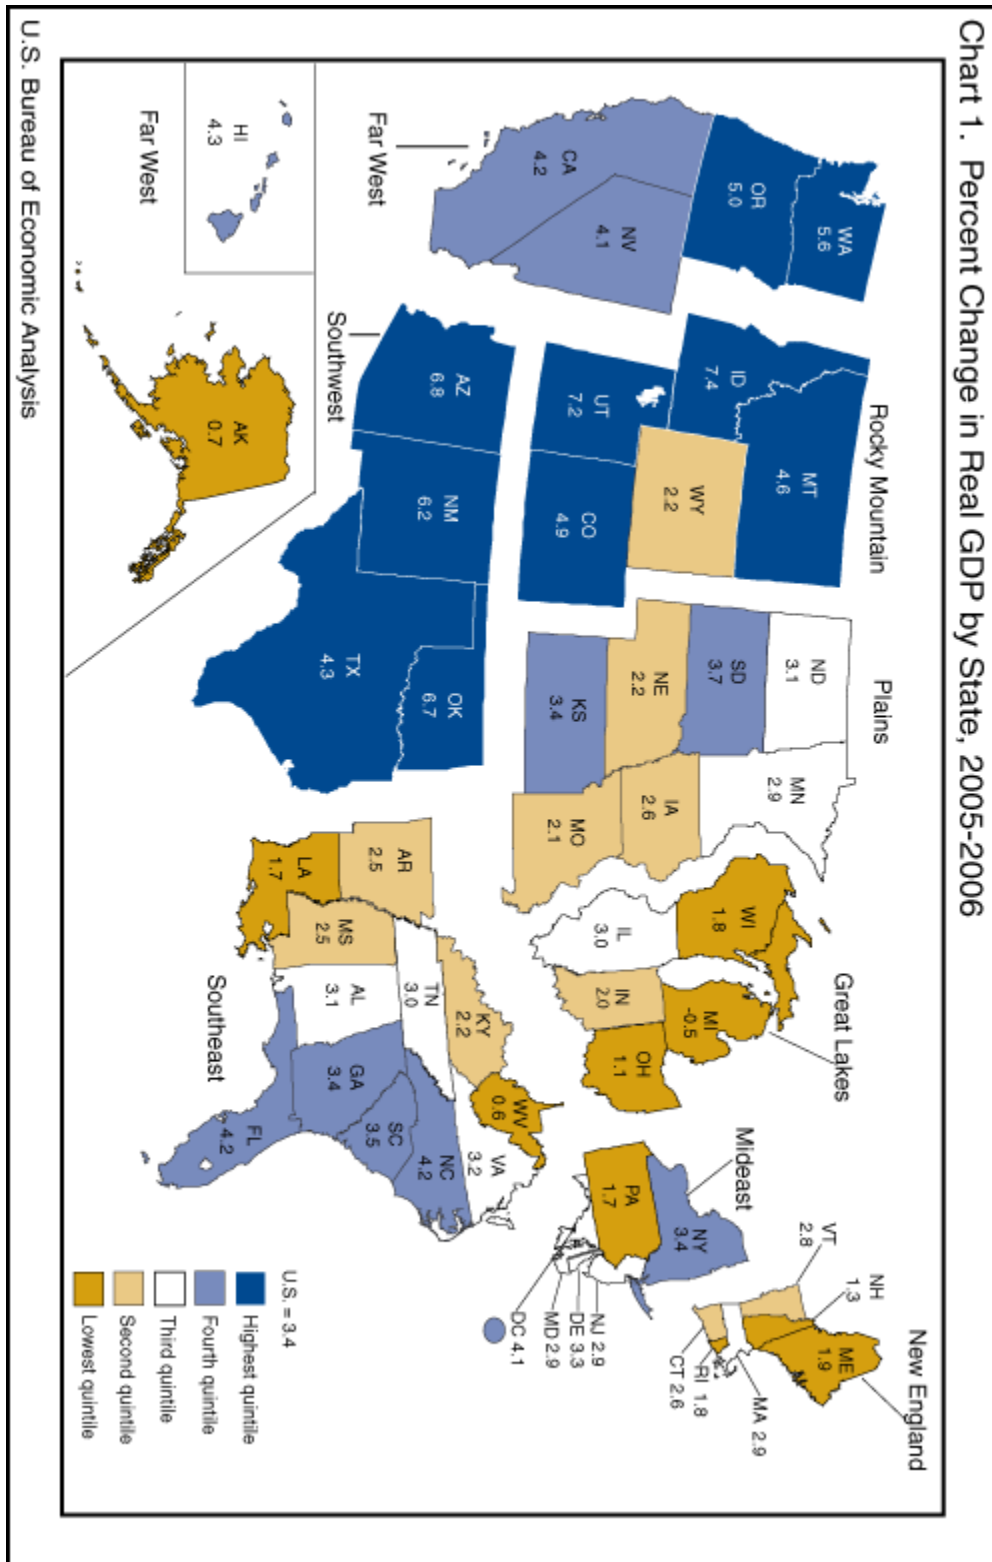 Chart 1. Percent Change in Real GDP by State, 2005-2006
Rocky Mountain
Plains
Great Lakes
Mideast
New England
WA
5.6
OR
5.0
CA
4.2
NV
4.1
Far West
ID
7.4
MT
4.6
WY
2.2
UT
7.2
CO
4.9
AZ
6.8
NM
6.2
TX
4.3
OK
6.7
Southwest
ND
3.1
SD
3.7
NE
2.2
KS
3.4
MN
2.9
IA
2.6
MO
2.1
WI
1.8
MI
-0.5
IL
3.0
IN
2.0
OH
1.1
NY
3.4
PA
1.7
NJ 2.9
DE 3.3
MD 2.9
DC 4.1
VT
2.8
NH
1.3
ME
1.9
MA 2.9
RI 1.8
CT 2.6
AR
2.5
LA
1.7
MS
2.5
AL
3.1
TN
3.0
KY
2.2
WV
0.6
VA
3.2
NC
4.2
SC
3.5
GA
3.4
FL
4.2
Southeast
HI
4.3
Far West
AK
0.7
U.S. = 3.4
Highest quintile
Fourth quintile
Third quintile
Second quintile
Lowest quintile
U.S. Bureau of Economic Analysis